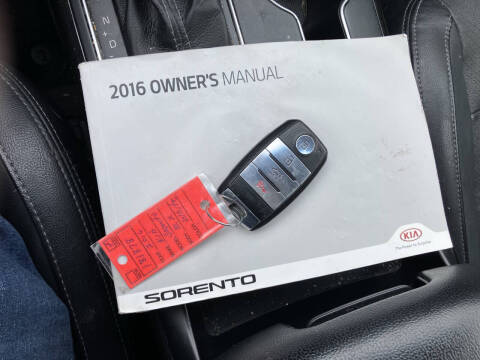 2016 OWNER'S MANUAL
KIA
The Power to Surprise
SORENTO
D